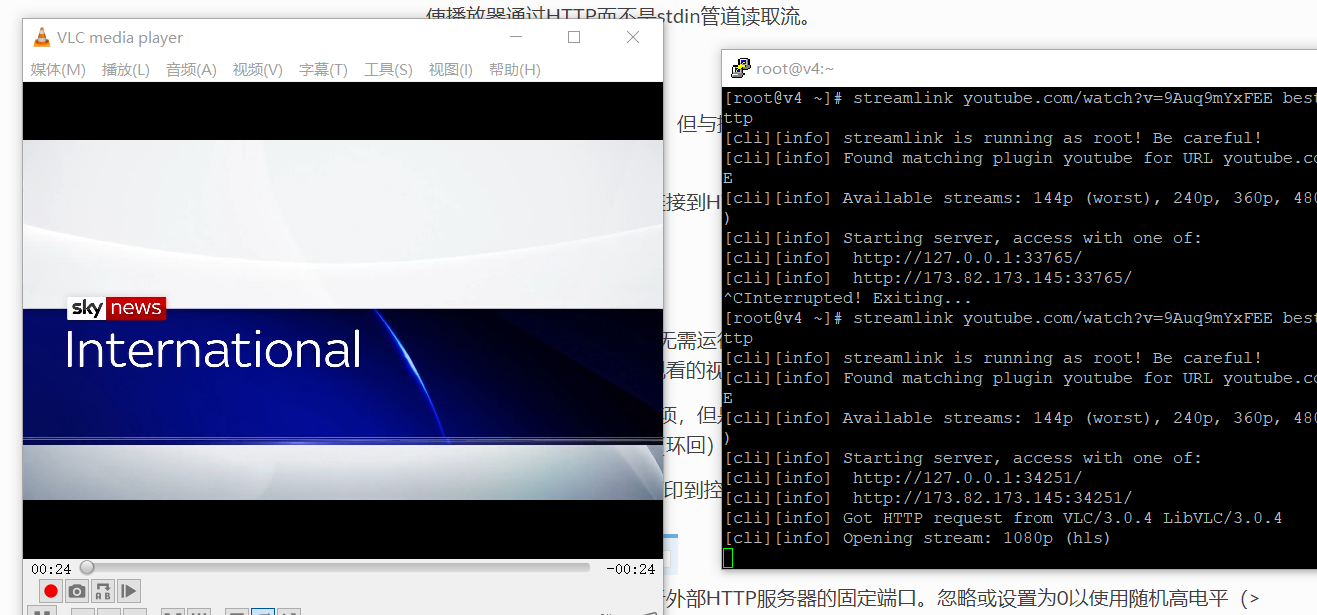 使播放器通过HTTP而不是stdin管道读取流。
VLC media player
媒体(M) 播放(L) 音频(A) 视频(V) 字幕(T) 工具(S) 视图(I) 帮助(H)
sky news
International
00:24
-00:24
但与
接到H
无需运行
看的视
项，但是
环回）
印到控
外部HTTP服务器的固定端口。忽略或设置为0以使用随机高电平（>
root@v4:~
[root@v4 ~]# streamlink youtube.com/watch?v=9Auq9mYxFEE best
ttp
[cli][info] streamlink is running as root! Be careful!
[cli][info] Found matching plugin youtube for URL youtube.co
E
[cli][info] Available streams: 144p (worst), 240p, 360p, 480
)
[cli][info] Starting server, access with one of:
[cli][info]  http://127.0.0.1:33765/
[cli][info]  http://173.82.173.145:33765/
^CInterrupted! Exiting...
[root@v4 ~]# streamlink youtube.com/watch?v=9Auq9mYxFEE best
ttp
[cli][info] streamlink is running as root! Be careful!
[cli][info] Found matching plugin youtube for URL youtube.co
E
[cli][info] Available streams: 144p (worst), 240p, 360p, 480
)
[cli][info] Starting server, access with one of:
[cli][info]  http://127.0.0.1:34251/
[cli][info]  http://173.82.173.145:34251/
[cli][info] Got HTTP request from VLC/3.0.4 LibVLC/3.0.4
[cli][info] Opening stream: 1080p (hls)